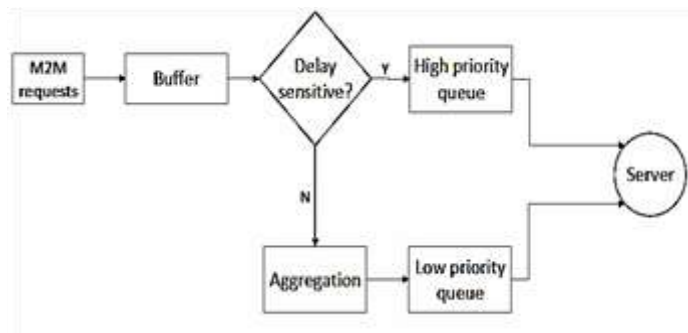 M2M
requests
Buffer
Delay
sensitive?
Y
High priority
queue
Server
N
Aggregation
Low priority
queue